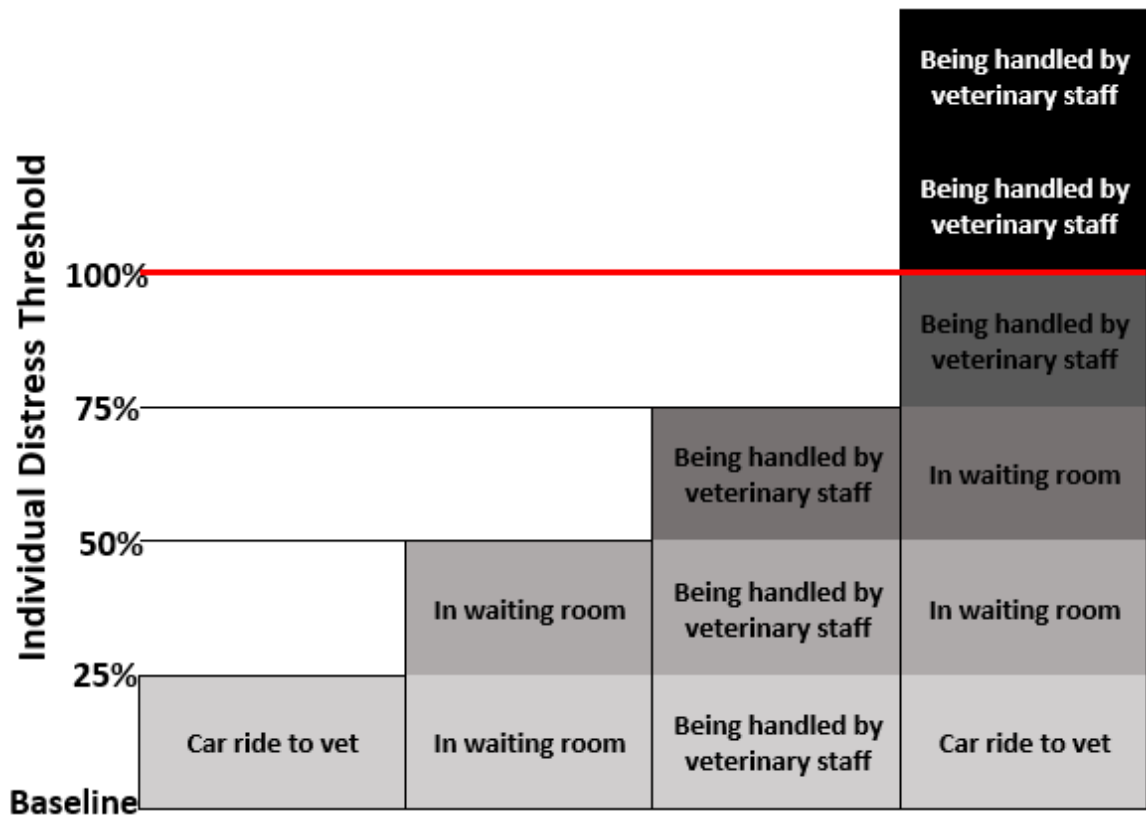 Individual Distress Threshold
Being handled by
veterinary staff
Being handled by
veterinary staff
100%
Being handled by
veterinary staff
75%
Being handled by
veterinary staff
In waiting room
50%
In waiting room
Being handled by
veterinary staff
In waiting room
25%
Car ride to vet
In waiting room
Being handled by
veterinary staff
Car ride to vet
Baseline